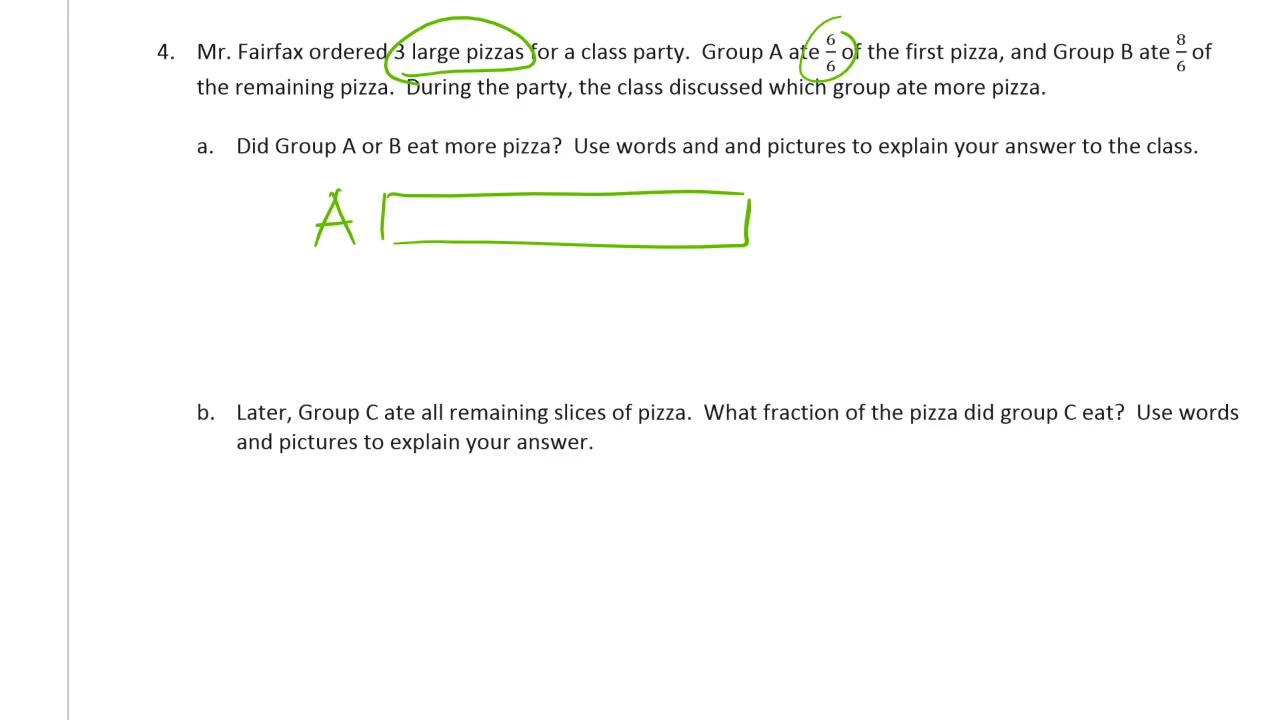 4. Mr. Fairfax ordered 3 large pizzas for a class party. Group A ate 6/6 of the first pizza, and Group B ate 8/6 of
the remaining pizza. During the party, the class discussed which group ate more pizza.
a. Did Group A or B eat more pizza? Use words and and pictures to explain your answer to the class.
A
b. Later, Group C ate all remaining slices of pizza. What fraction of the pizza did group C eat? Use words
and pictures to explain your answer.